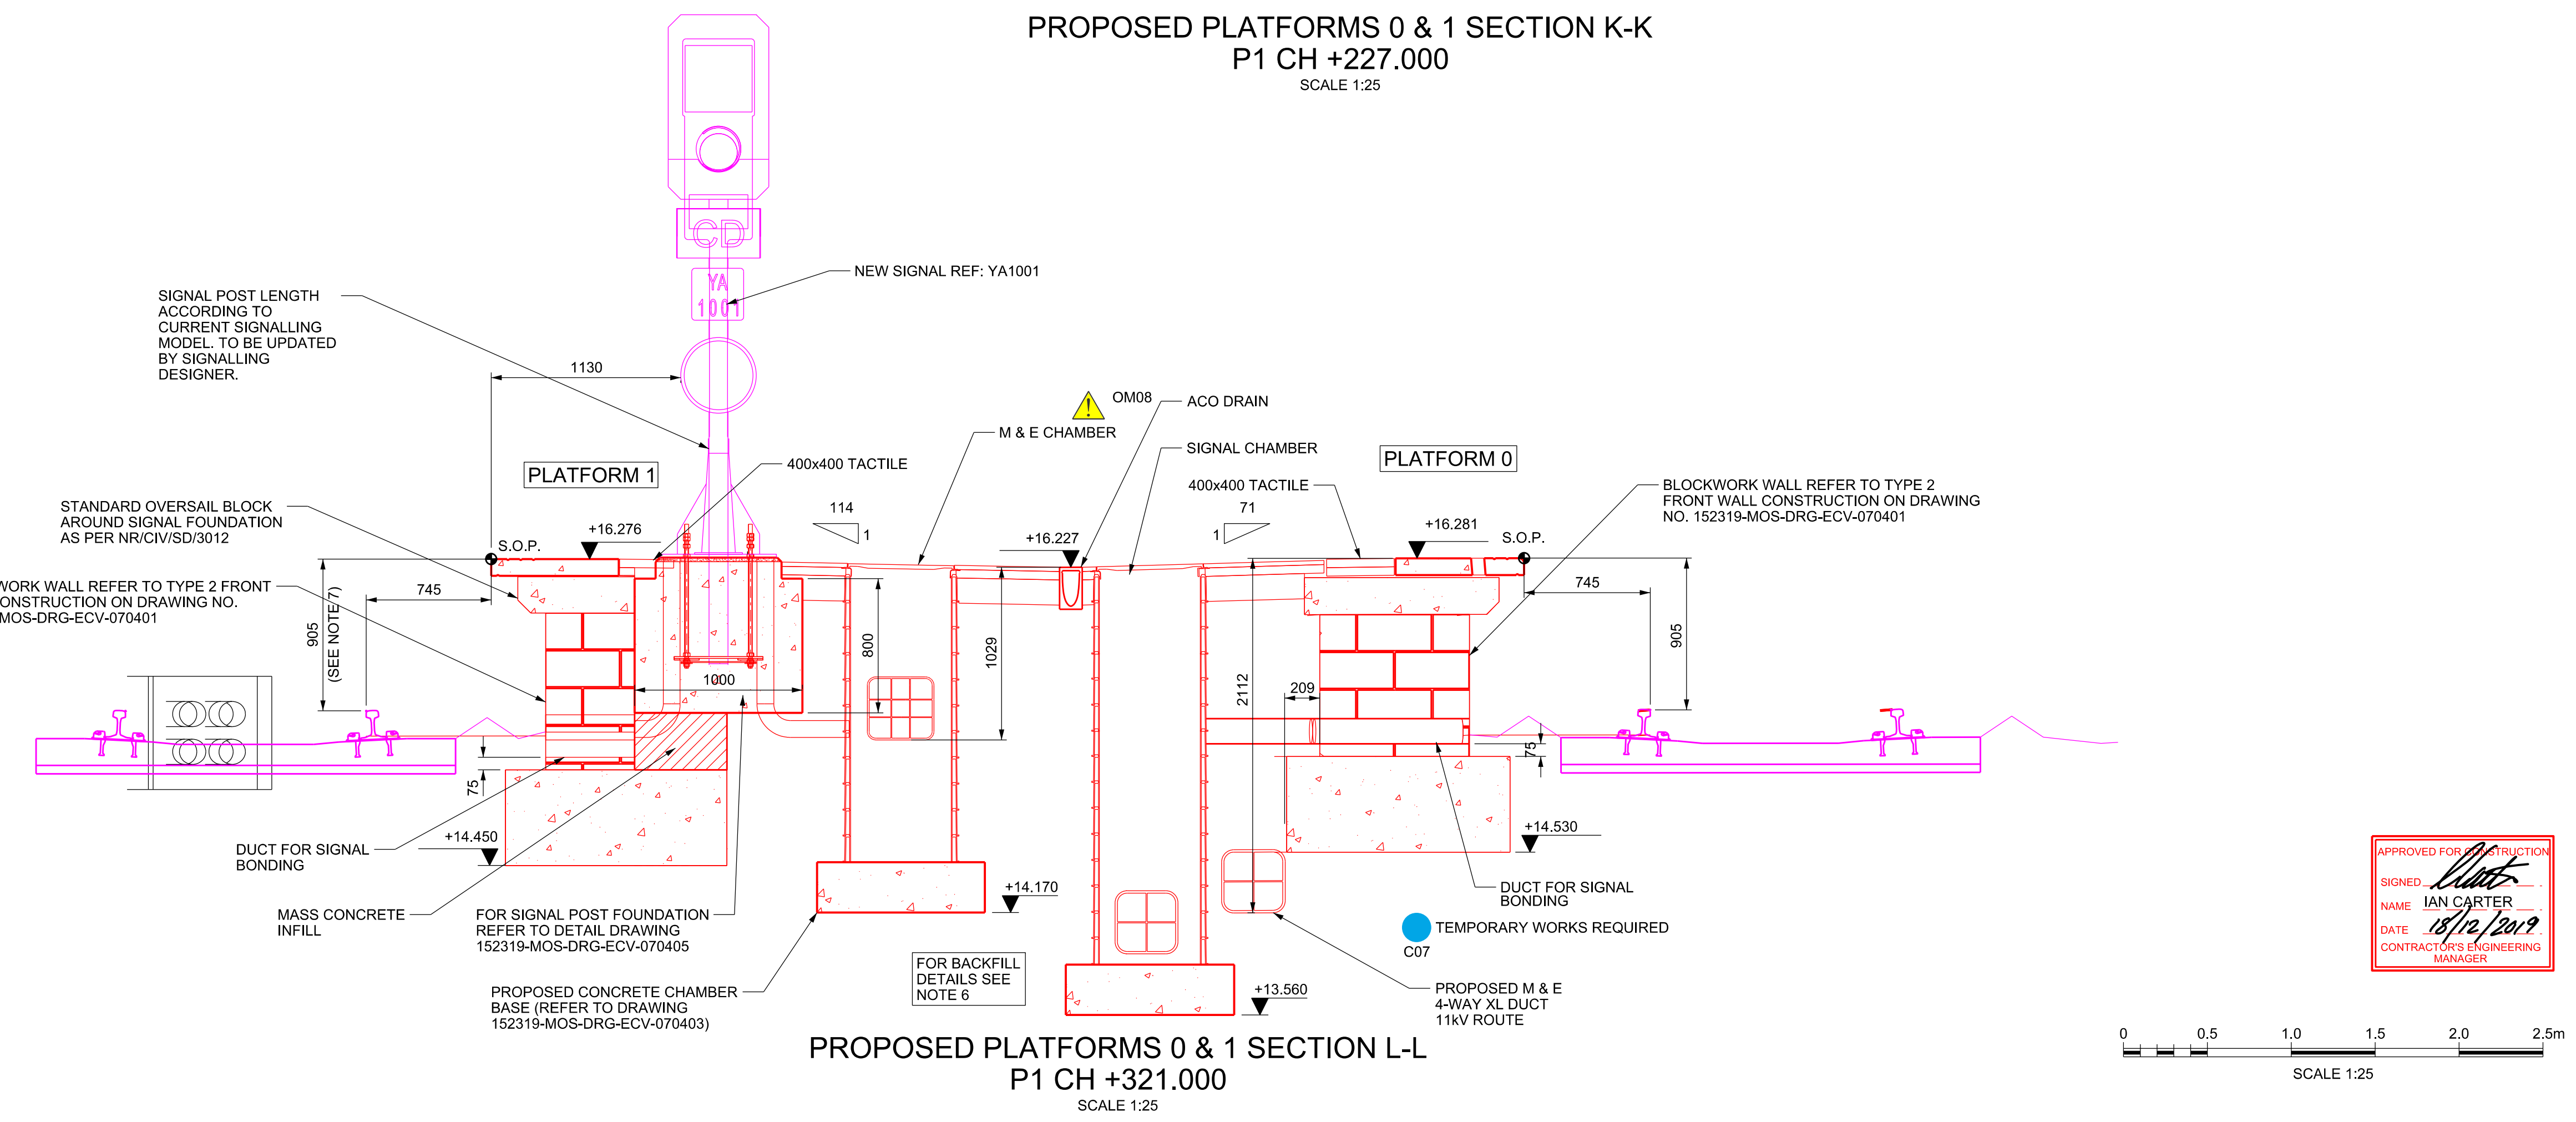 PROPOSED PLATFORMS 0 & 1 SECTION K-K
P1 CH +227.000
SCALE 1:25
CD
YA
1001
NEW SIGNAL REF: YA1001
SIGNAL POST LENGTH
ACCORDING TO
CURRENT SIGNALLING
MODEL. TO BE UPDATED
BY SIGNALLING
DESIGNER.
1130
OM08
ACO DRAIN
M & E CHAMBER
SIGNAL CHAMBER
PLATFORM 1
400x400 TACTILE
PLATFORM 0
400x400 TACTILE
STANDARD OVERSAIL BLOCK
AROUND SIGNAL FOUNDATION
AS PER NR/CIV/SD/3012
BLOCKWORK WALL REFER TO TYPE 2
FRONT WALL CONSTRUCTION ON DRAWING
NO. 152319-MOS-DRG-ECV-070401
114
1
71
1
+16.276
+16.227
+16.281
S.O.P.
S.O.P.
WORK WALL REFER TO TYPE 2 FRONT
ONSTRUCTION ON DRAWING NO.
MOS-DRG-ECV-070401
745
745
905
(SEE NOTE 7)
800
1029
2112
905
1000
209
75
75
+14.450
+14.530
DUCT FOR SIGNAL
BONDING
MASS CONCRETE
INFILL
FOR SIGNAL POST FOUNDATION
REFER TO DETAIL DRAWING
152319-MOS-DRG-ECV-070405
+14.170
DUCT FOR SIGNAL
BONDING
TEMPORARY WORKS REQUIRED
C07
FOR BACKFILL
DETAILS SEE
NOTE 6
PROPOSED CONCRETE CHAMBER
BASE (REFER TO DRAWING
152319-MOS-DRG-ECV-070403)
+13.560
PROPOSED M & E
4-WAY XL DUCT
11kV ROUTE
PROPOSED PLATFORMS 0 & 1 SECTION L-L
P1 CH +321.000
SCALE 1:25
APPROVED FOR CONSTRUCTION
SIGNED
NAME IAN CARTER
DATE 18/12/2019
CONTRACTOR'S ENGINEERING
MANAGER
0 0.5 1.0 1.5 2.0 2.5m
SCALE 1:25